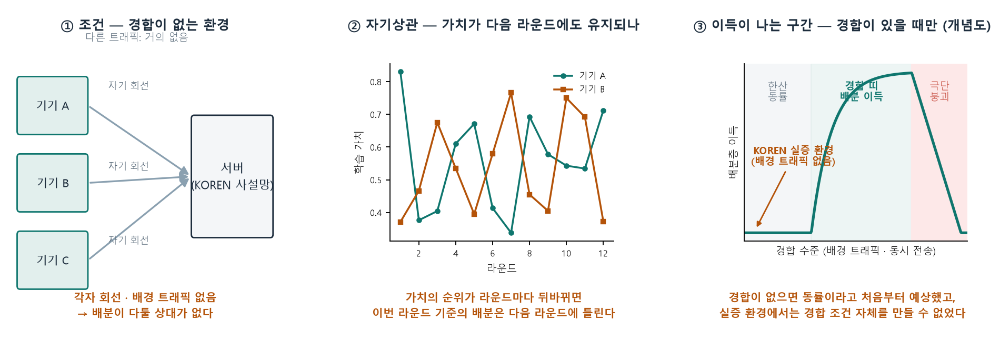 ① 조건 — 경합이 없는 환경
다른 트래픽: 거의 없음
기기 A
자기 회선
기기 B
자기 회선
기기 C
자기 회선
서버
(KOREN 사설망)
각자 회선 · 배경 트래픽 없음
→ 배분이 다툴 상대가 없다
② 자기상관 — 가치가 다음 라운드에도 유지되나
기기 A
기기 B
학습 가치
0.8
0.7
0.6
0.5
0.4
2 4 6 8 10 12
라운드
가치의 순위가 라운드마다 뒤바뀌면
이번 라운드 기준의 배분은 다음 라운드에 틀린다
③ 이득이 나는 구간 — 경합이 있을 때만 (개념도)
한산
동률
경합 띠
배분 이득
극단
붕괴
KOREN 실증 환경
(배경 트래픽 없음)
배분층 이득
경합 수준 (배경 트래픽 · 동시 전송)
경합이 없으면 동률이라고 처음부터 예상했고,
실증 환경에서는 경합 조건 자체를 만들 수 없었다